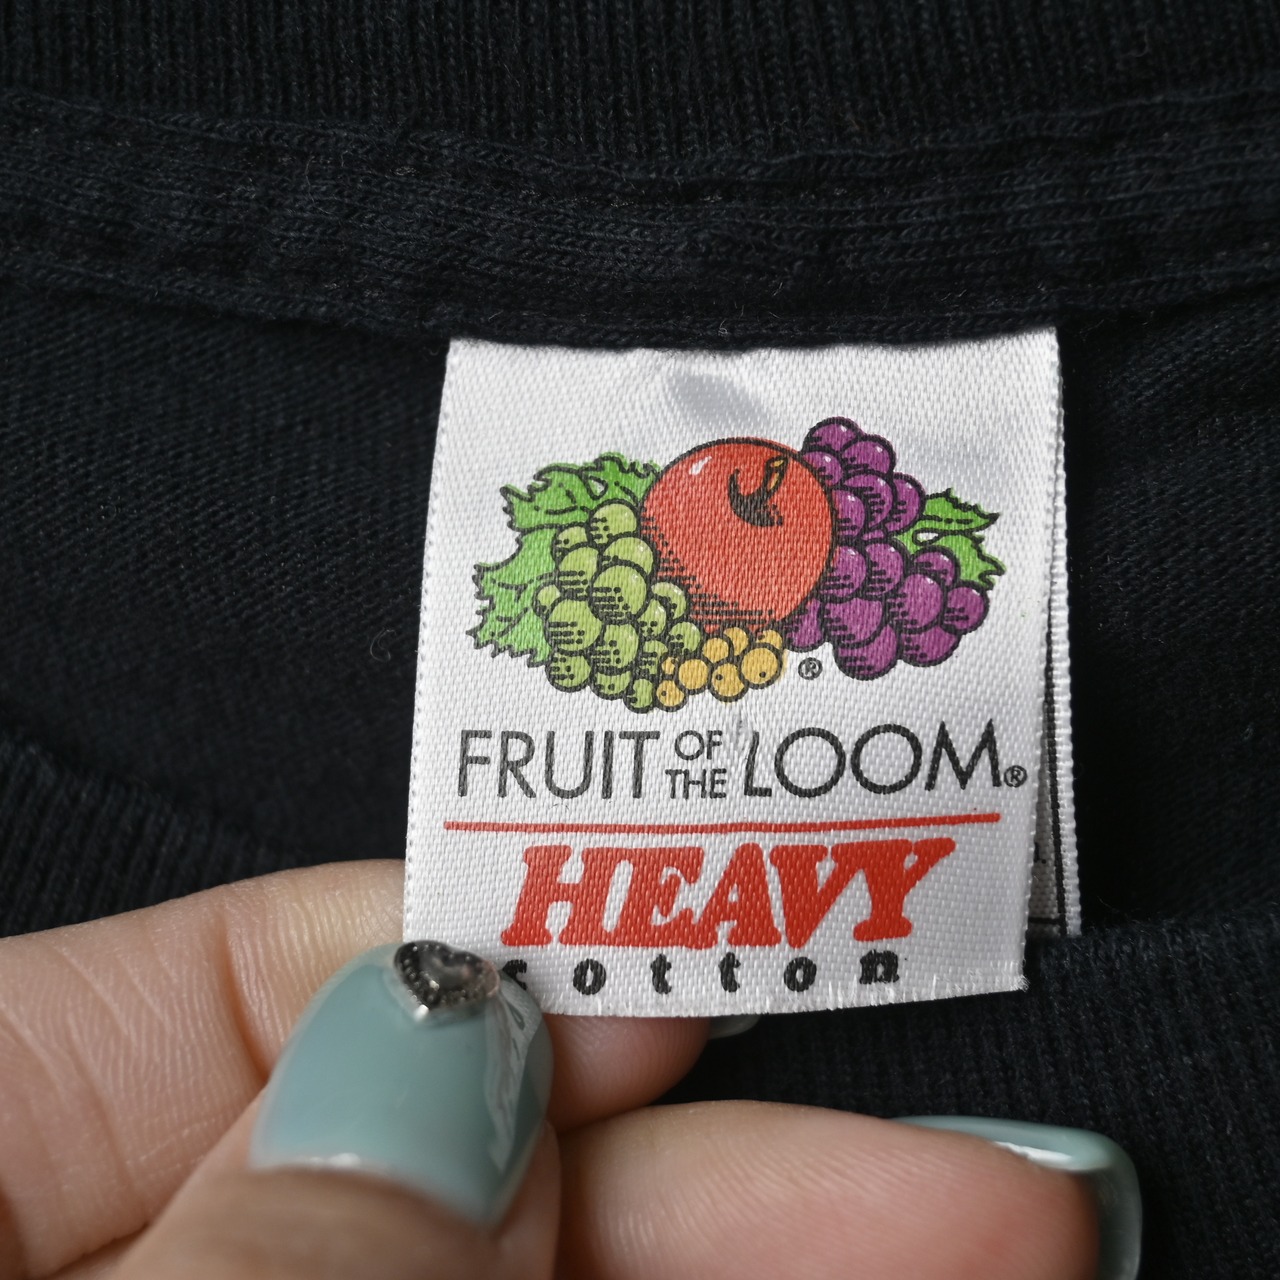 ®
FRUIT OF THE LOOM®
HEAVY
cotton